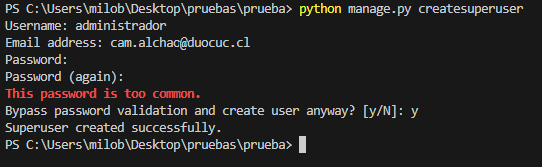 PS C:\Users\milob\Desktop\pruebas\prueba> python manage.py createsuperuser
Username: administrador
Email address: cam.alchao@duocuc.cl
Password:
Password (again):
This password is too common.
Bypass password validation and create user anyway? [y/N]: y
Superuser created successfully.
PS C:\Users\milob\Desktop\pruebas\prueba>